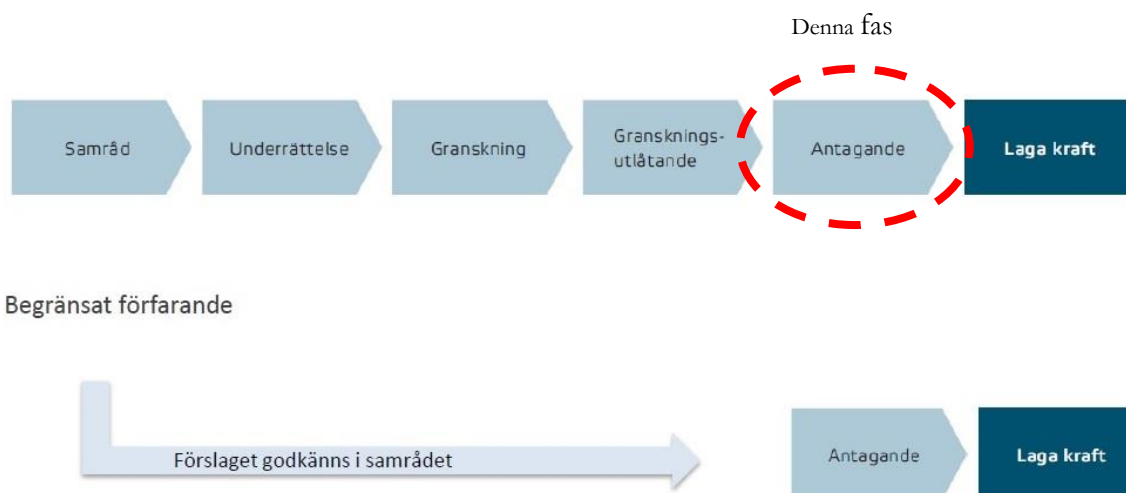 Denna fas
Samråd
Underrättelse
Granskning
Gransknings-
utlåtande
Antagande
Laga kraft
Begränsat förfarande
Förslaget godkänns i samrådet
Antagande
Laga kraft